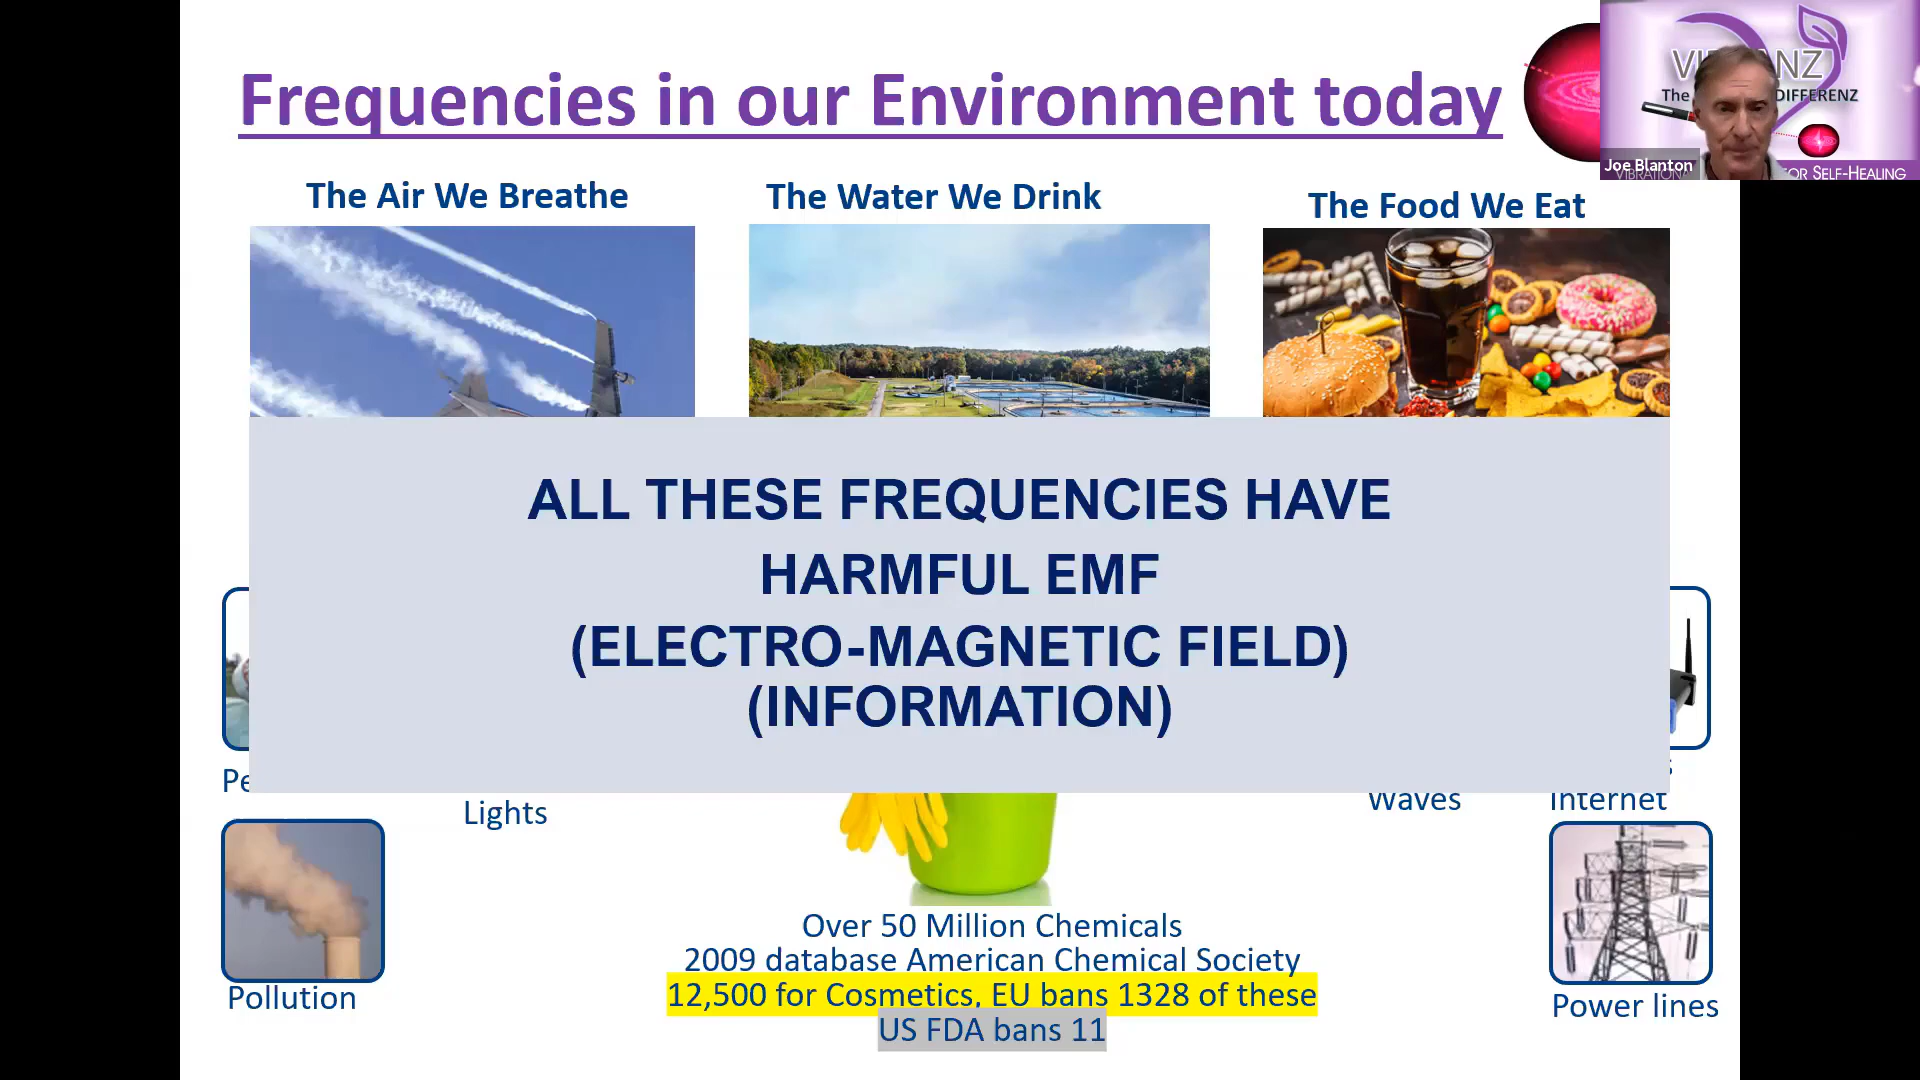 Frequencies in our Environment today
The Air We Breathe
The Water We Drink
The Food We Eat
The
DIFFERENZ
Joe Blanton
OR SELF-HEALING
ALL THESE FREQUENCIES HAVE
HARMFUL EMF
(ELECTRO-MAGNETIC FIELD)
(INFORMATION)
Lights
Waves
Internet
Pollution
Power lines
Over 50 Million Chemicals
2009 database American Chemical Society
12,500 for Cosmetics, EU bans 1328 of these
US FDA bans 11